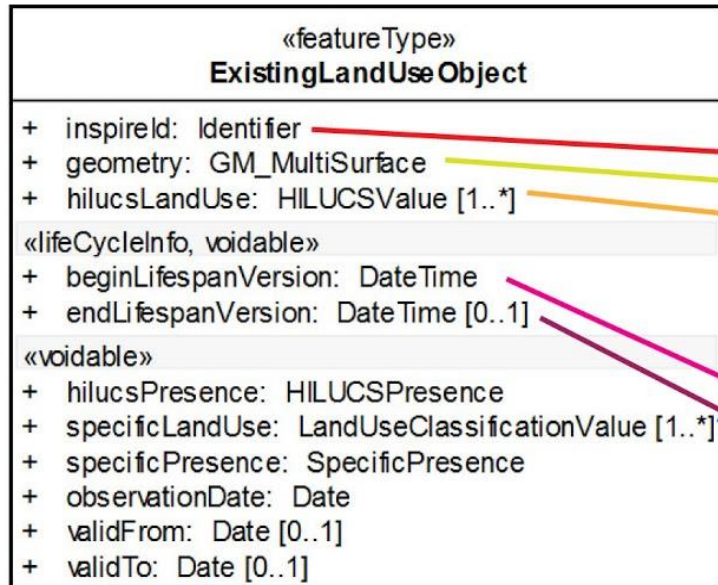 «featureType»
ExistingLandUseObject
+ inspireId: Identifier
+ geometry: GM_MultiSurface
+ hilucsLandUse: HILUCSValue [1..*]
«lifeCycleInfo, voidable»
+ beginLifespanVersion: DateTime
+ endLifespanVersion: DateTime [0..1]
«voidable»
+ hilucsPresence: HILUCSPresence
+ specificLandUse: LandUseClassificationValue [1..*]
+ specificPresence: SpecificPresence
+ observationDate: Date
+ validFrom: Date [0..1]
+ validTo: Date [0..1]